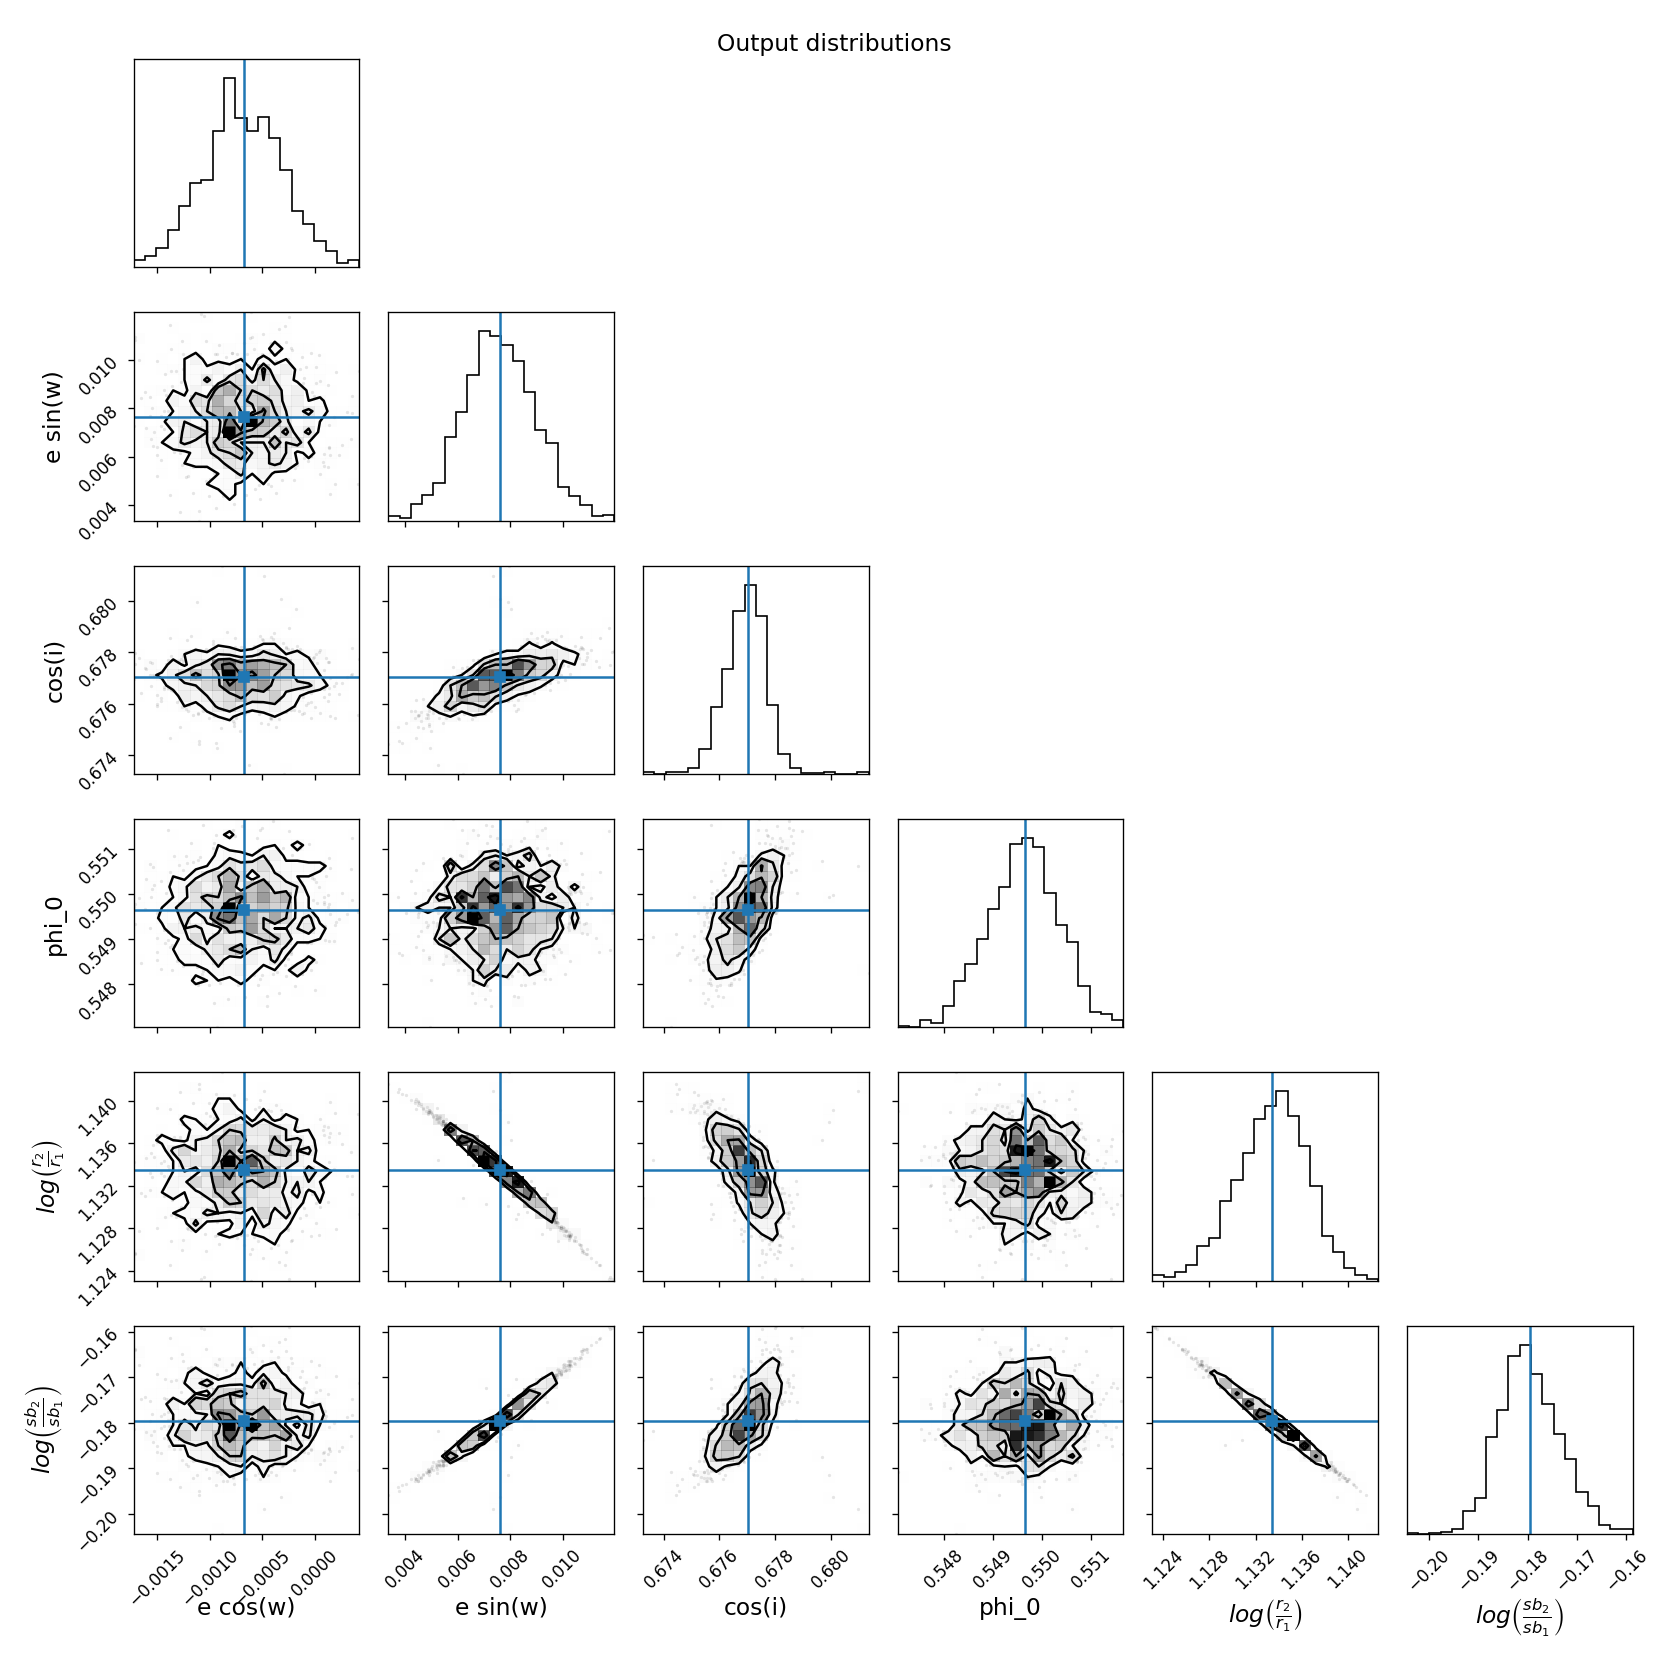 Output distributions
e sin(w)
0.010
0.008
0.006
0.004
cos(i)
0.680
0.678
0.676
0.674
phi_0
0.551
0.550
0.549
0.548
log(r₂/r₁)
1.140
1.136
1.132
1.128
1.124
log(sb₂/sb₁)
−0.16
−0.17
−0.18
−0.19
−0.20
−0.0015 −0.0010 −0.0005 0.0000 0.004 0.006 0.008 0.010 0.674 0.676 0.678 0.680 0.548 0.549 0.550 0.551 1.124 1.128 1.132 1.136 1.140 −0.20 −0.19 −0.18 −0.17 −0.16
e cos(w) e sin(w) cos(i) phi_0 log(r₂/r₁) log(sb₂/sb₁)